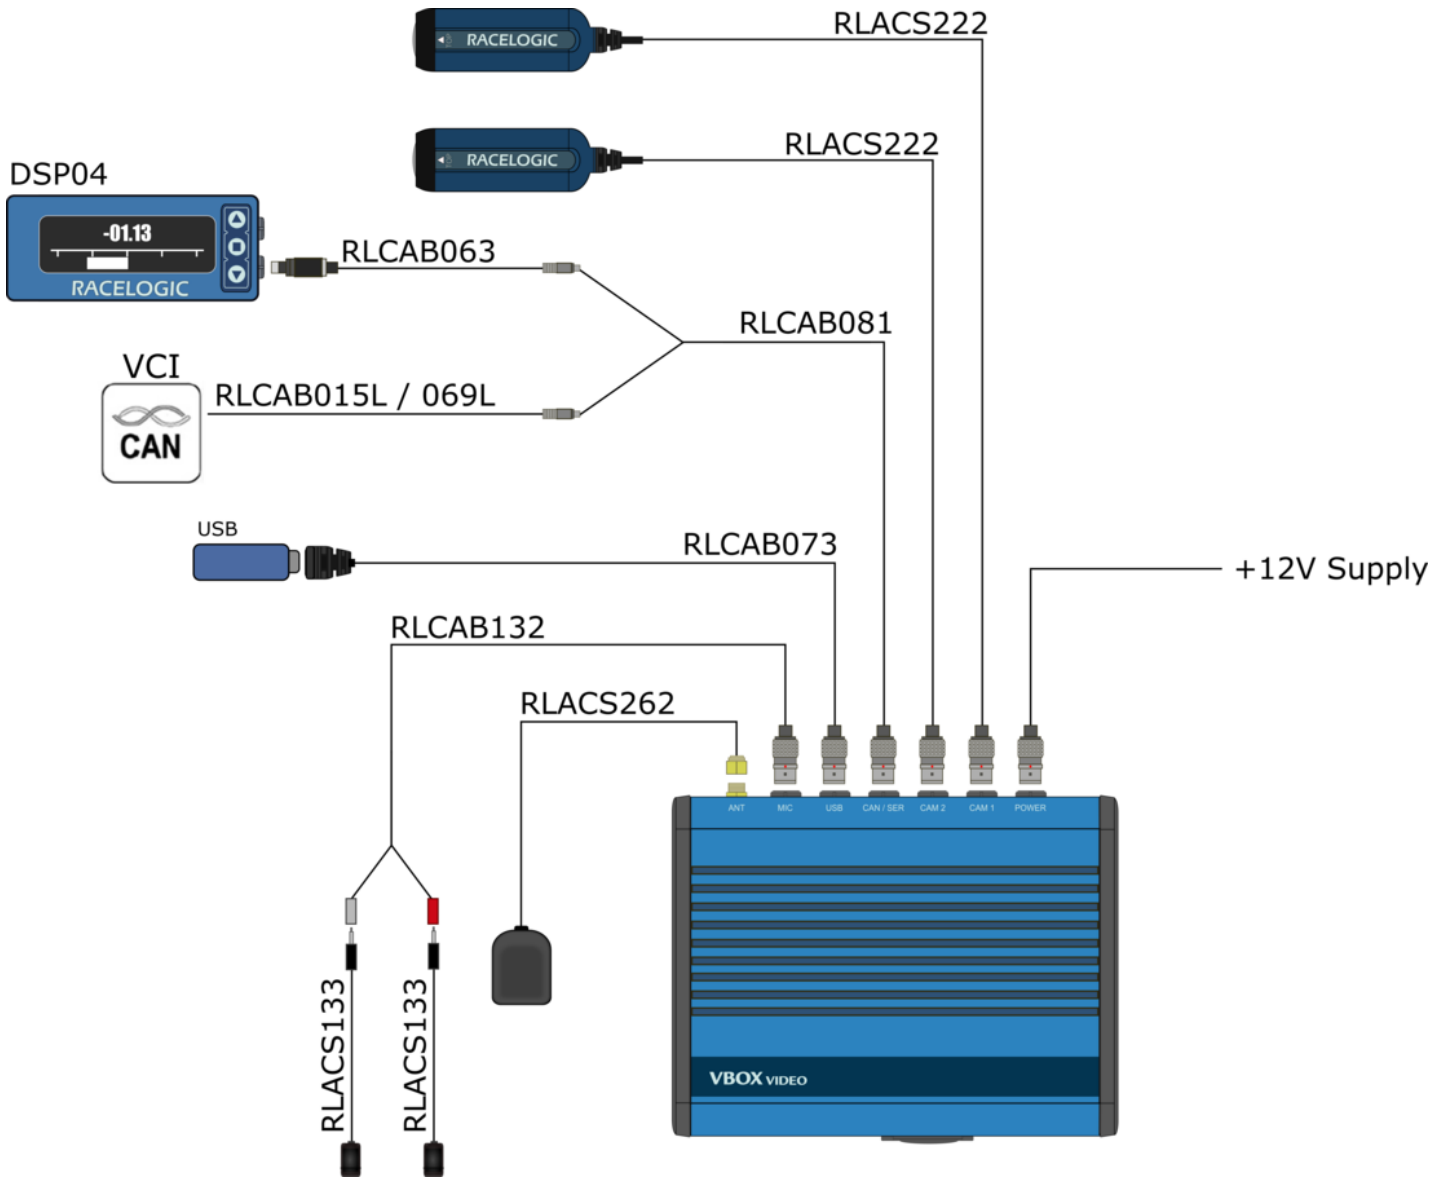 RLACS222
RACELOGIC
RLACS222
RACELOGIC
DSP04
-01.13
RACELOGIC
RLCAB063
RLCAB081
VCI
RLCAB015L / 069L
CAN
USB
RLCAB073
+12V Supply
RLCAB132
RLACS262
ANT
MIC
USB
CAN / SER
CAM 2
CAM 1
POWER
RLACS133
RLACS133
VBOX VIDEO